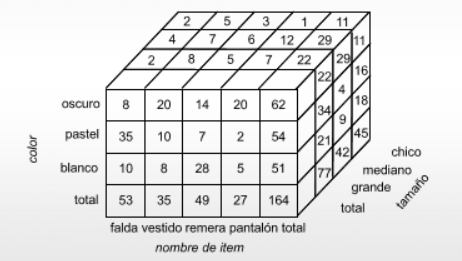 2 5 3 1 11
4 7 6 12 29
2 8 5 7 22
22 29 11
34 4 16
21 9 18
77 42 45
oscuro 8 20 14 20 62
pastel 35 10 7 2 54
blanco 10 8 28 5 51
total 53 35 49 27 164
color
chico
mediano
grande
total
tamaño
falda vestido remera pantalón total
nombre de item